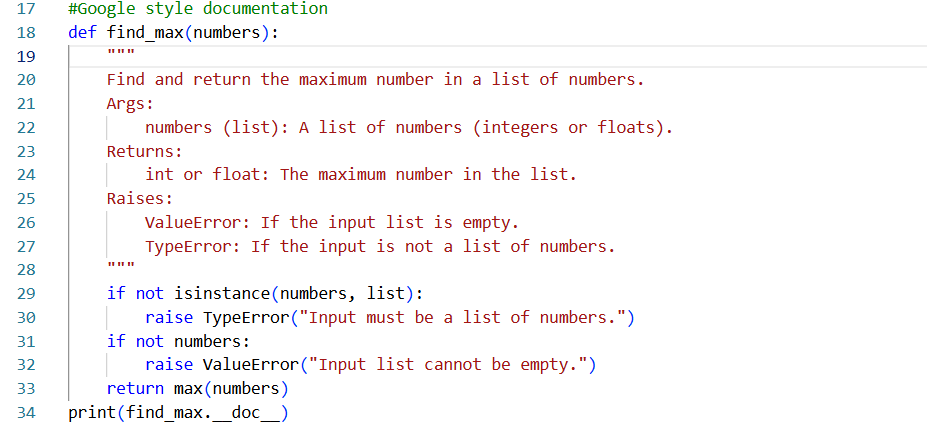 17 #Google style documentation
18 def find_max(numbers):
19     """
20     Find and return the maximum number in a list of numbers.
21     Args:
22         numbers (list): A list of numbers (integers or floats).
23     Returns:
24         int or float: The maximum number in the list.
25     Raises:
26         ValueError: If the input list is empty.
27         TypeError: If the input is not a list of numbers.
28     """
29     if not isinstance(numbers, list):
30         raise TypeError("Input must be a list of numbers.")
31     if not numbers:
32         raise ValueError("Input list cannot be empty.")
33     return max(numbers)
34 print(find_max.__doc__)